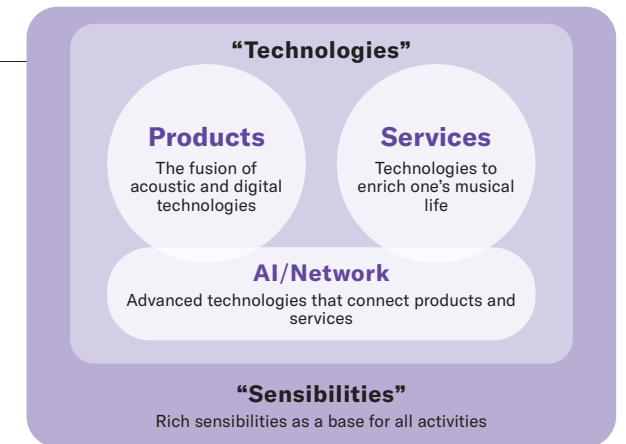 “Technologies”
Products
The fusion of
acoustic and digital
technologies
Services
Technologies to
enrich one’s musical
life
AI/Network
Advanced technologies that connect products and
services
“Sensibilities”
Rich sensibilities as a base for all activities